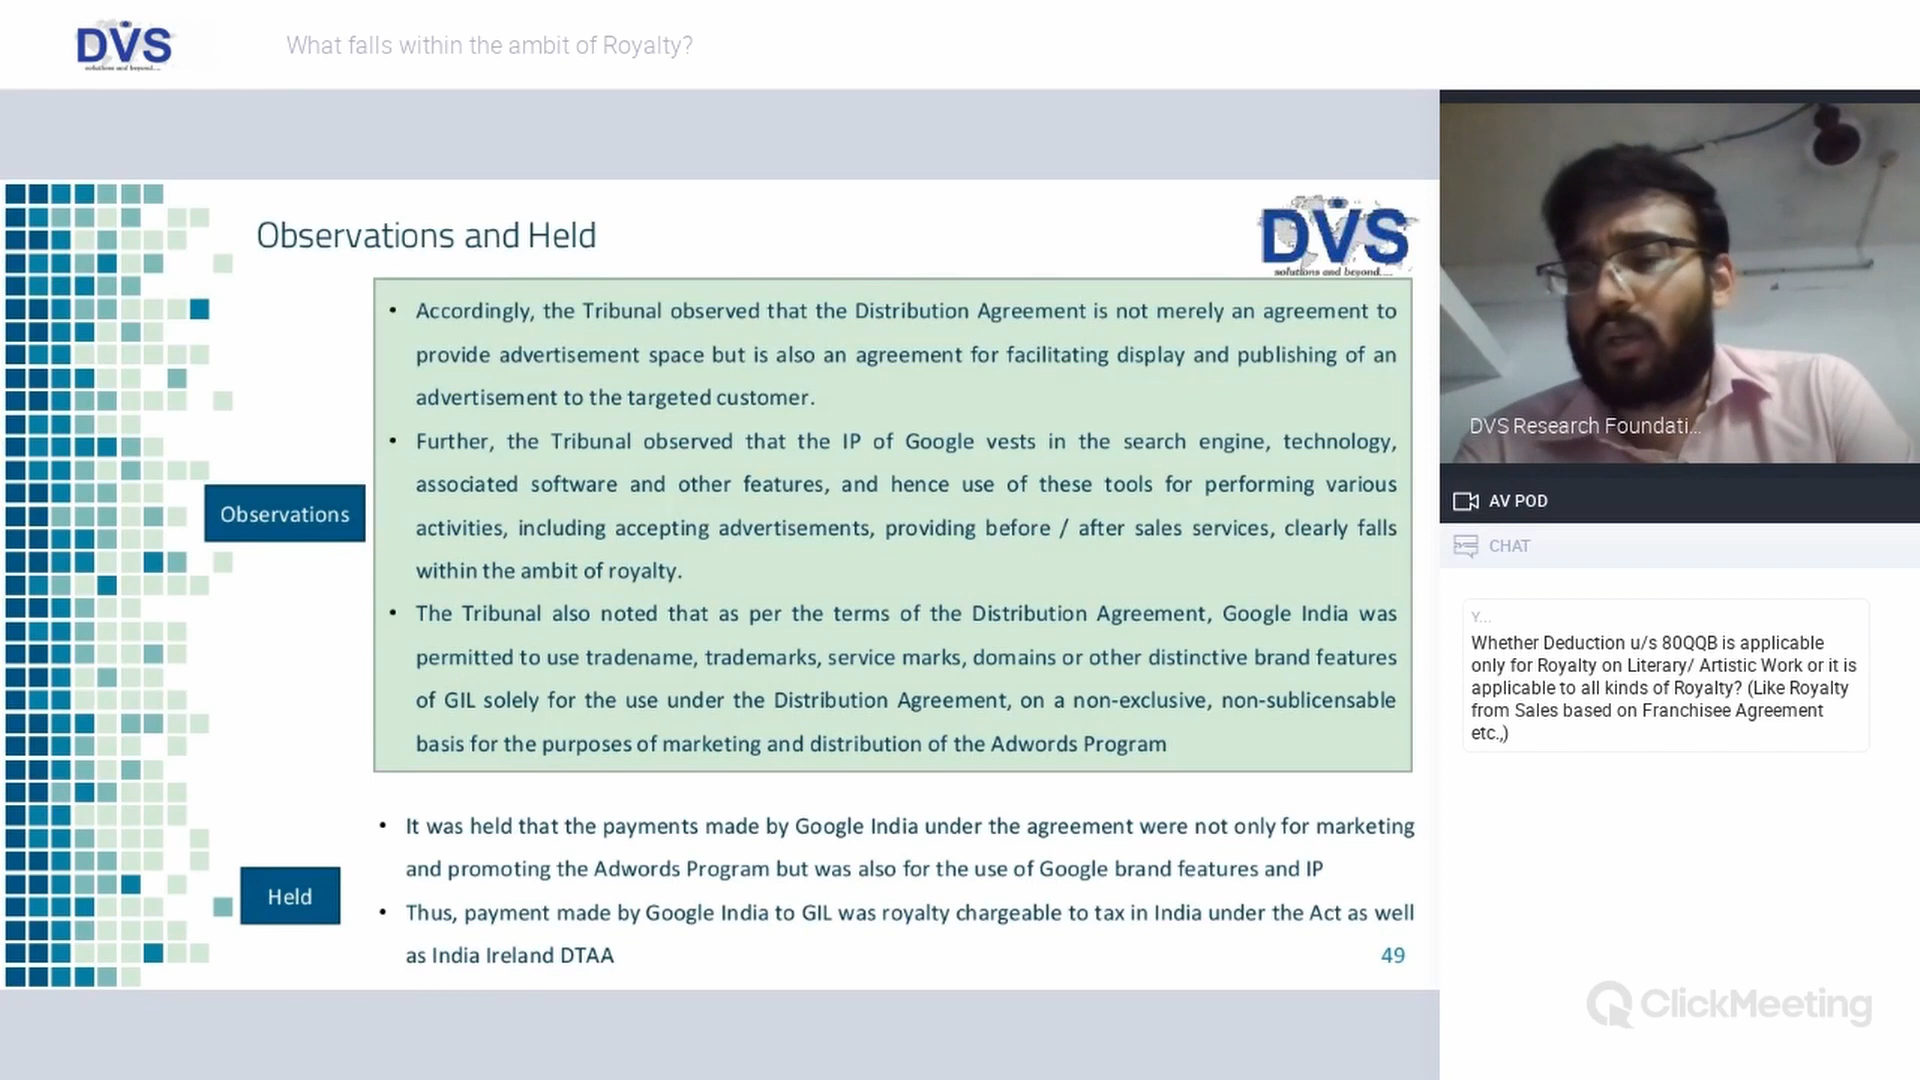 DVS
solutions and beyond....
What falls within the ambit of Royalty?
Observations and Held
DVS
solutions and beyond....
Observations
• Accordingly, the Tribunal observed that the Distribution Agreement is not merely an agreement to
provide advertisement space but is also an agreement for facilitating display and publishing of an
advertisement to the targeted customer.
• Further, the Tribunal observed that the IP of Google vests in the search engine, technology,
associated software and other features, and hence use of these tools for performing various
activities, including accepting advertisements, providing before / after sales services, clearly falls
within the ambit of royalty.
• The Tribunal also noted that as per the terms of the Distribution Agreement, Google India was
permitted to use tradename, trademarks, service marks, domains or other distinctive brand features
of GIL solely for the use under the Distribution Agreement, on a non-exclusive, non-sublicensable
basis for the purposes of marketing and distribution of the Adwords Program
Held
• It was held that the payments made by Google India under the agreement were not only for marketing
and promoting the Adwords Program but was also for the use of Google brand features and IP
• Thus, payment made by Google India to GIL was royalty chargeable to tax in India under the Act as well
as India Ireland DTAA
49
DVS Research Foundati...
AV POD
CHAT
Y...
Whether Deduction u/s 80QQB is applicable
only for Royalty on Literary/ Artistic Work or it is
applicable to all kinds of Royalty? (Like Royalty
from Sales based on Franchisee Agreement
etc.,)
ClickMeeting